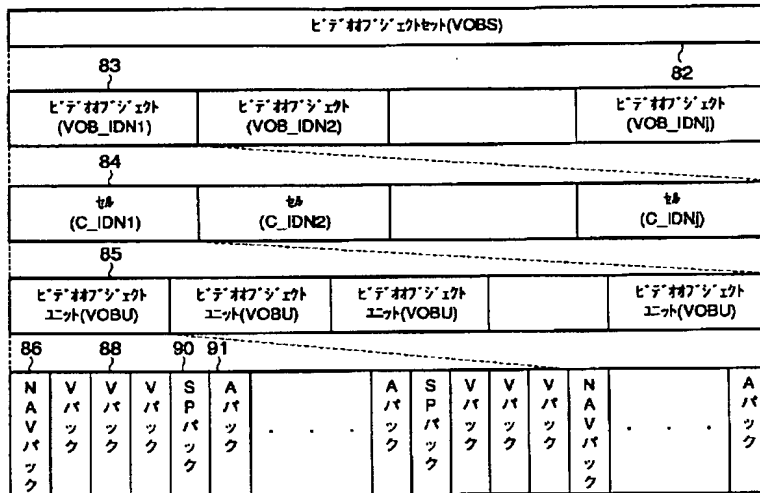 ビデオオブジェクトセット(VOBS)
83
82
ビデオオブジェクト
(VOB_IDN1)
ビデオオブジェクト
(VOB_IDN2)
ビデオオブジェクト
(VOB_IDNj)
84
セル
(C_IDN1)
セル
(C_IDN2)
セル
(C_IDNj)
85
ビデオオブジェクト
ユニット(VOBU)
ビデオオブジェクト
ユニット(VOBU)
ビデオオブジェクト
ユニット(VOBU)
ビデオオブジェクト
ユニット(VOBU)
86
88
90
91
NAVパック
Vパック
Vパック
Vパック
SPパック
Aパック
. . .
Aパック
SPパック
Vパック
Vパック
Vパック
NAVパック
. . .
Aパック